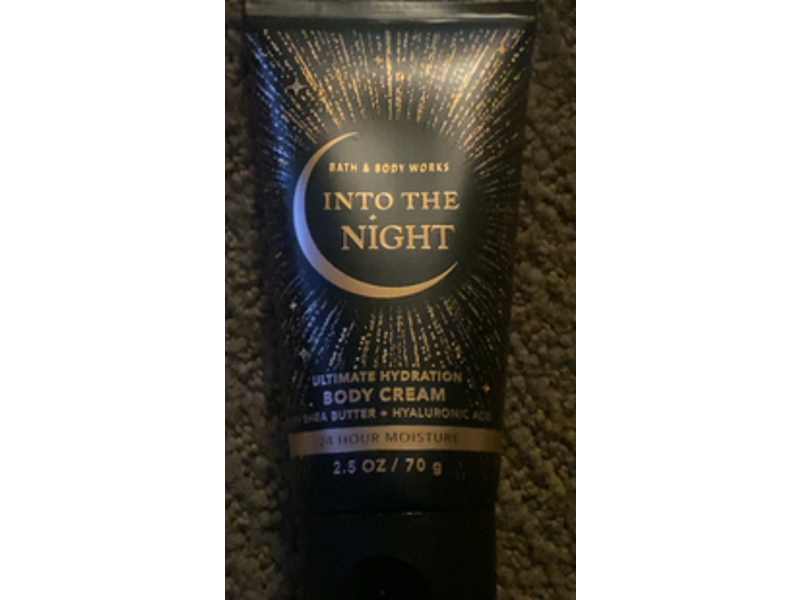 BATH & BODY WORKS
INTO THE
NIGHT
ULTIMATE HYDRATION
BODY CREAM
SHEA BUTTER + HYALURONIC ACID
24 HOUR MOISTURE
2.5 OZ / 70 g